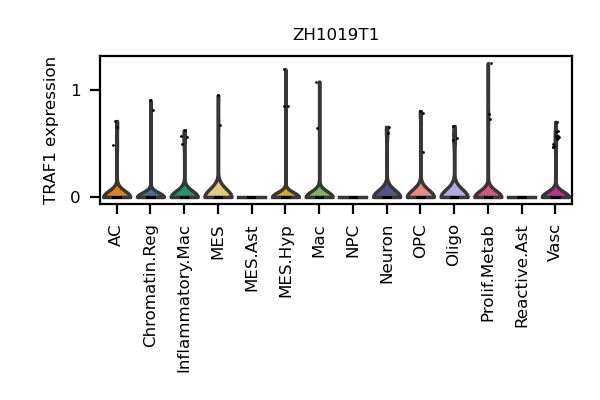 ZH1019T1
TRAF1 expression
1
0
AC
Chromatin.Reg
Inflammatory.Mac
MES
MES.Ast
MES.Hyp
Mac
NPC
Neuron
OPC
Oligo
Prolif.Metab
Reactive.Ast
Vasc